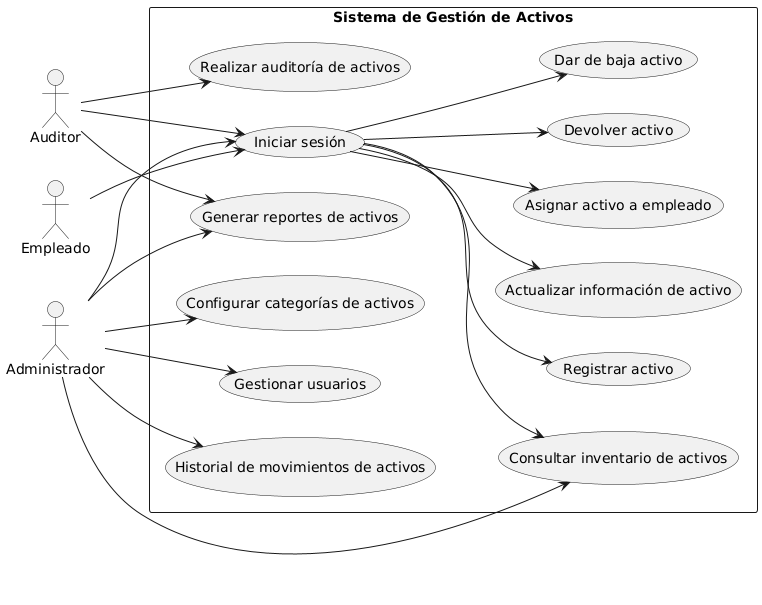 Sistema de Gestión de Activos
Auditor
Empleado
Administrador
Realizar auditoría de activos
Iniciar sesión
Generar reportes de activos
Configurar categorías de activos
Gestionar usuarios
Historial de movimientos de activos
Dar de baja activo
Devolver activo
Asignar activo a empleado
Actualizar información de activo
Registrar activo
Consultar inventario de activos